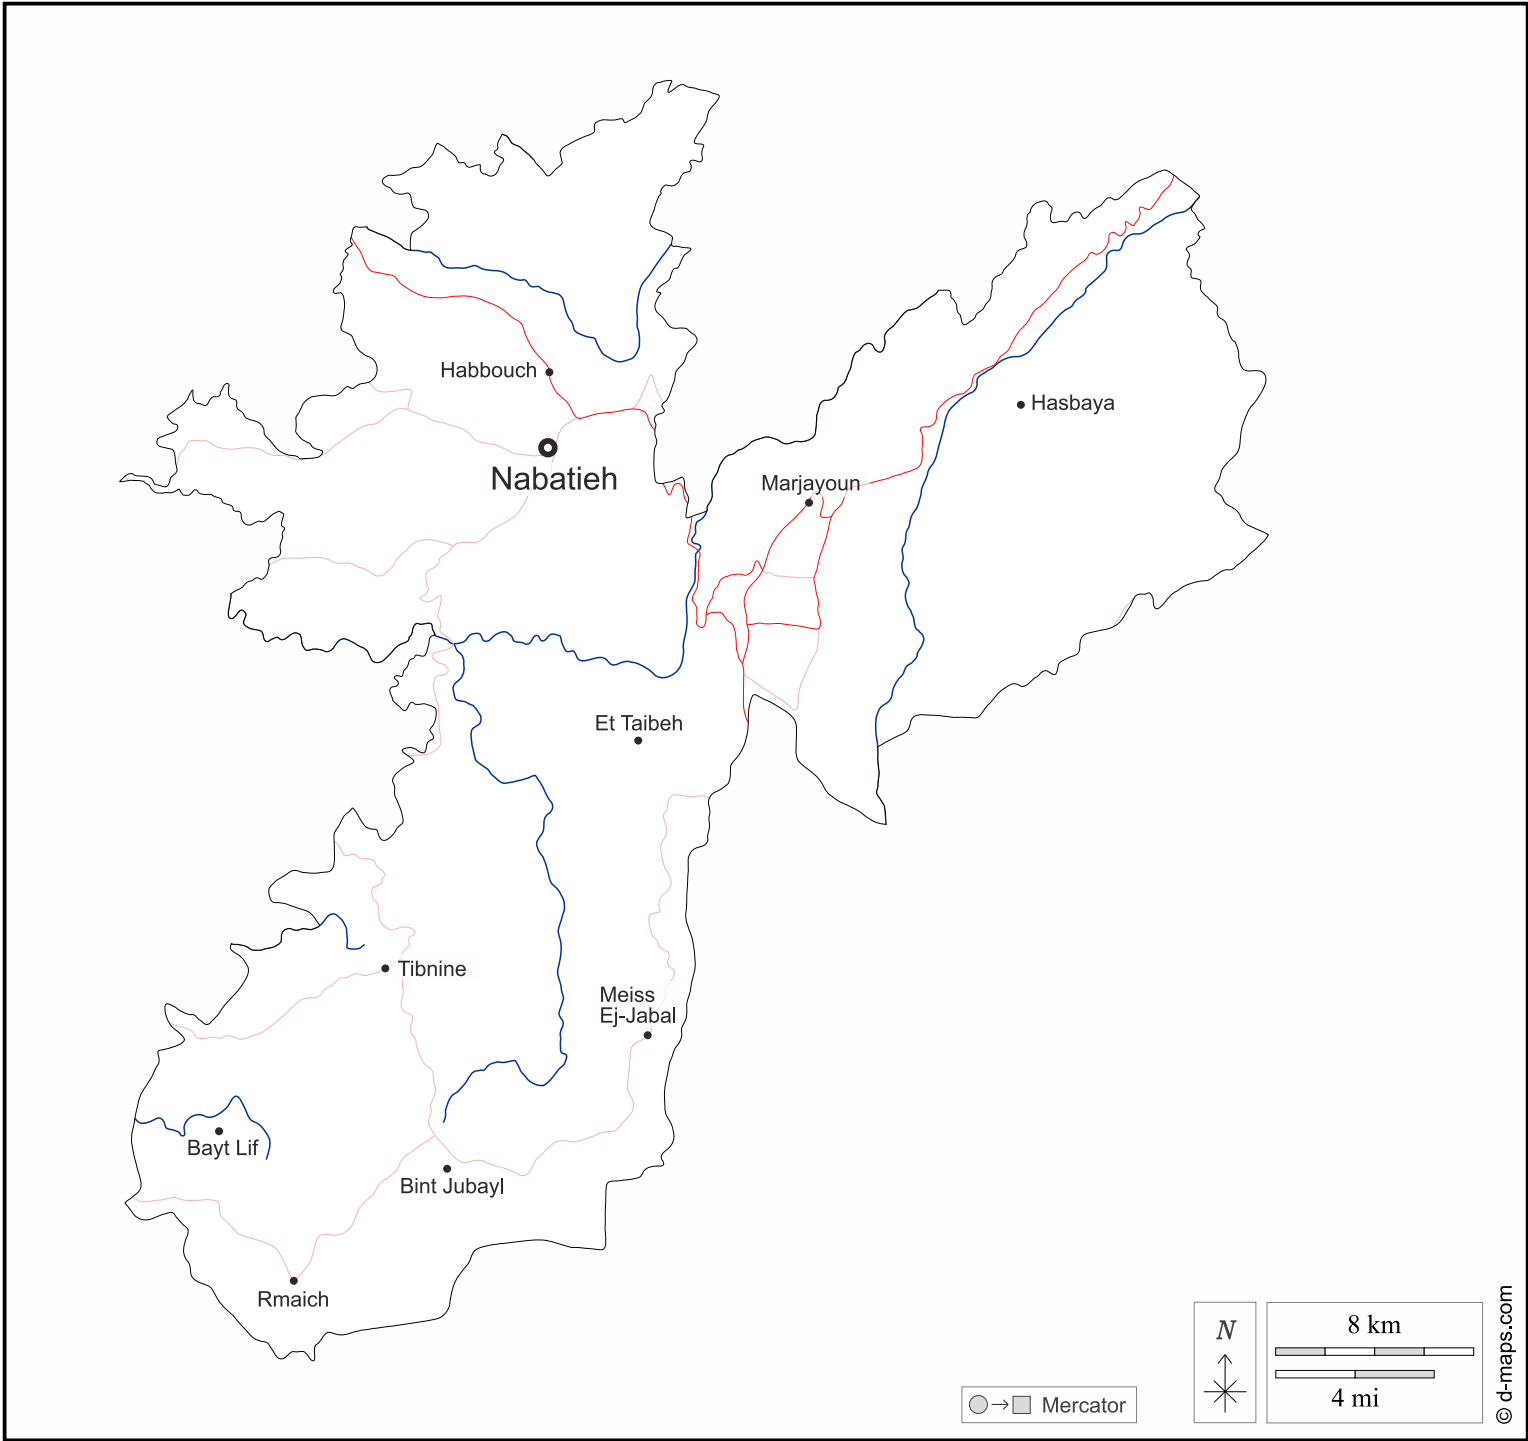 Habbouch
Hasbaya
Nabatieh
Marjayoun
Et Taibeh
Tibnine
Meiss
Ej-Jabal
Bayt Lif
Bint Jubayl
Rmaich
N
8 km
4 mi
Mercator
© d-maps.com